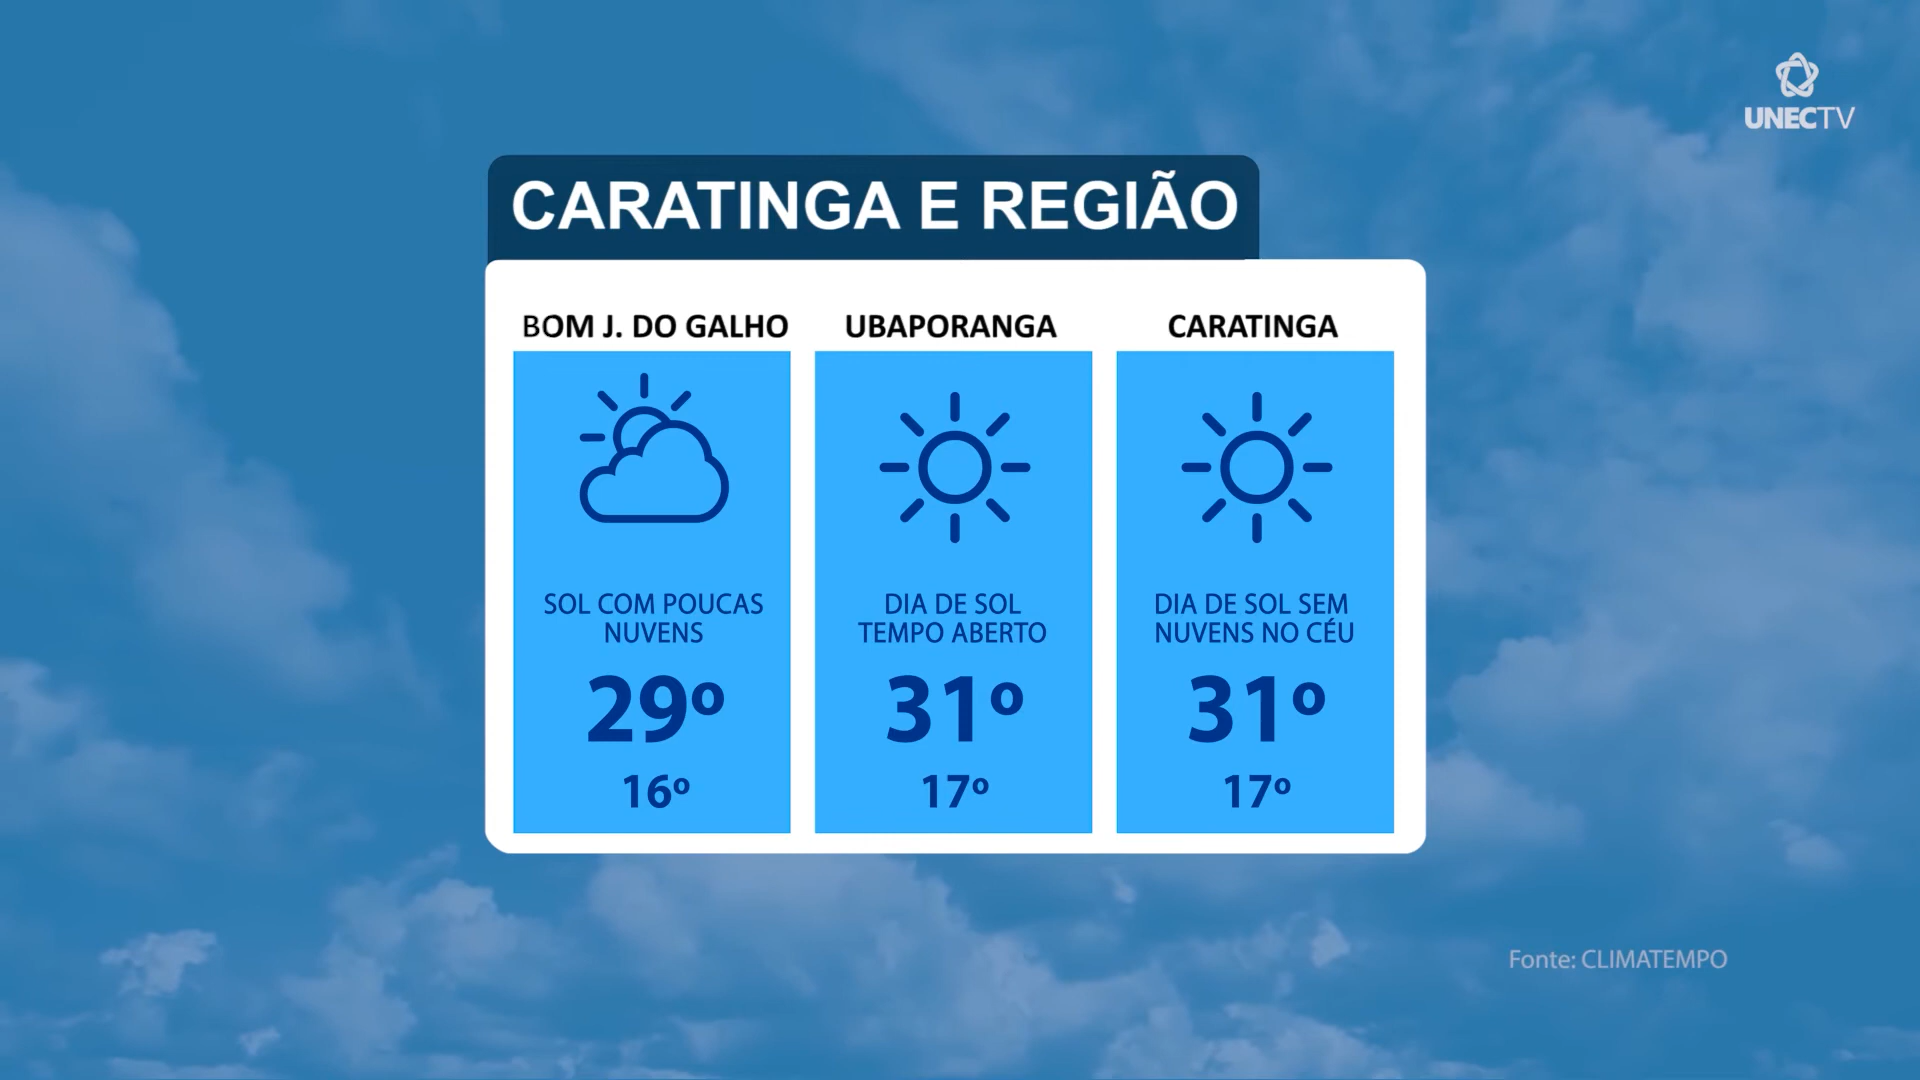 UNECTV
CARATINGA E REGIÃO
BOM J. DO GALHO
SOL COM POUCAS
NUVENS
29º
16º
UBAPORANGA
DIA DE SOL
TEMPO ABERTO
31º
17º
CARATINGA
DIA DE SOL SEM
NUVENS NO CÉU
31º
17º
Fonte: CLIMATEMPO